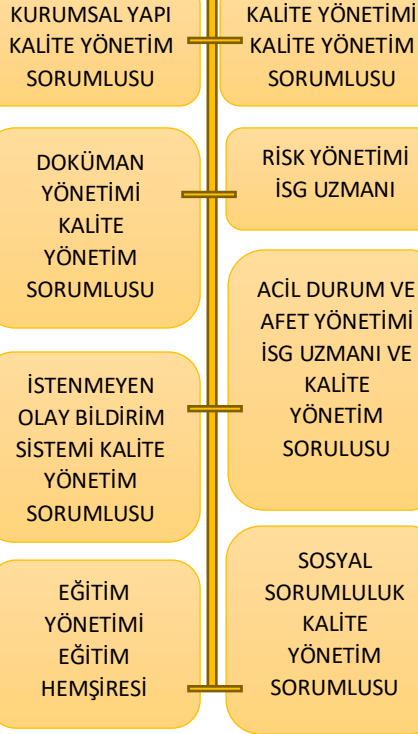 KURUMSAL YAPI
KALİTE YÖNETİM
SORUMLUSU
KALİTE YÖNETİMİ
KALİTE YÖNETİM
SORUMLUSU
DOKÜMAN
YÖNETİMİ
KALİTE
YÖNETİM
SORUMLUSU
RİSK YÖNETİMİ
İSG UZMANI
ACİL DURUM VE
AFET YÖNETİMİ
İSG UZMANI VE
KALİTE
YÖNETİM
SORULUSU
İSTENMEYEN
OLAY BİLDİRİM
SİSTEMİ KALİTE
YÖNETİM
SORUMLUSU
SOSYAL
SORUMLULUK
KALİTE
YÖNETİM
SORUMLUSU
EĞİTİM
YÖNETİMİ
EĞİTİM
HEMŞİRESİ